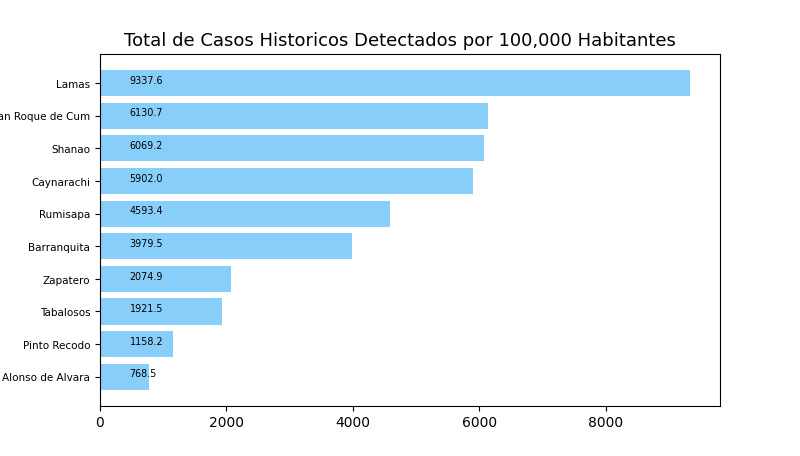 Total de Casos Historicos Detectados por 100,000 Habitantes
Lamas 9337.6
an Roque de Cum 6130.7
Shanao 6069.2
Caynarachi 5902.0
Rumisapa 4593.4
Barranquita 3979.5
Zapatero 2074.9
Tabalosos 1921.5
Pinto Recodo 1158.2
Alonso de Alvara 768.5
0 2000 4000 6000 8000